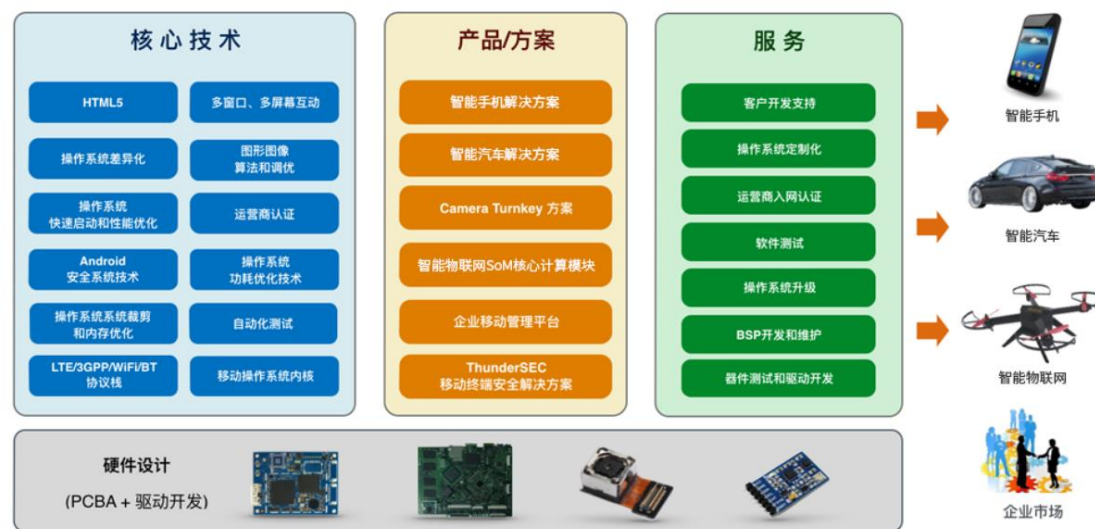 核心技术
HTML5
多窗口、多屏幕互动
操作系统差异化
图形图像
算法和调优
操作系统
快速启动和性能优化
运营商认证
Android
安全系统技术
操作系统
功耗优化技术
操作系统系统裁剪
和内存优化
自动化测试
LTE/3GPP/WiFi/BT
协议栈
移动操作系统内核
产品/方案
智能手机解决方案
智能汽车解决方案
Camera Turnkey 方案
智能物联网SoM核心计算模块
企业移动管理平台
ThunderSEC
移动终端安全解决方案
服务
客户开发支持
操作系统定制化
运营商入网认证
软件测试
操作系统升级
BSP开发和维护
器件测试和驱动开发
智能手机
智能汽车
智能物联网
企业市场
硬件设计
(PCBA + 驱动开发)